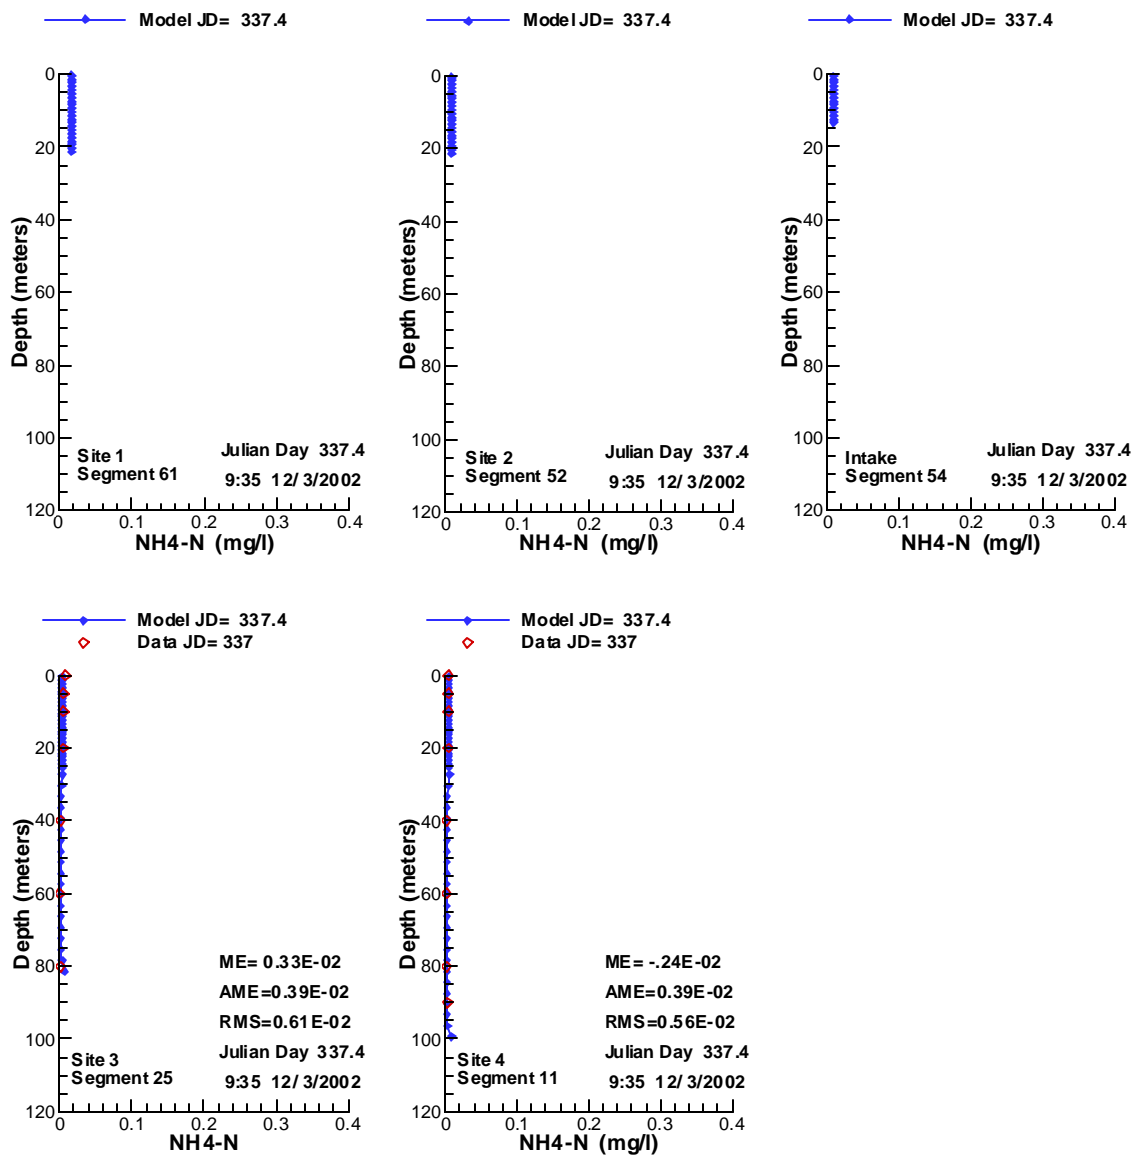 Model JD= 337.4
0
20
40
60
80
100
120
Depth (meters)
Site 1
Segment 61
Julian Day 337.4
9:35 12/ 3/2002
0 0.1 0.2 0.3 0.4
NH4-N (mg/l)
Model JD= 337.4
0
20
40
60
80
100
120
Depth (meters)
Site 2
Segment 52
Julian Day 337.4
9:35 12/ 3/2002
0 0.1 0.2 0.3 0.4
NH4-N (mg/l)
Model JD= 337.4
0
20
40
60
80
100
120
Depth (meters)
Intake
Segment 54
Julian Day 337.4
9:35 12/ 3/2002
0 0.1 0.2 0.3 0.4
NH4-N (mg/l)
Model JD= 337.4
Data JD= 337
0
20
40
60
80
100
120
Depth (meters)
ME= 0.33E-02
AME=0.39E-02
RMS=0.61E-02
Site 3
Segment 25
Julian Day 337.4
9:35 12/ 3/2002
0 0.1 0.2 0.3 0.4
NH4-N
Model JD= 337.4
Data JD= 337
0
20
40
60
80
100
120
Depth (meters)
ME= -.24E-02
AME=0.39E-02
RMS=0.56E-02
Site 4
Segment 11
Julian Day 337.4
9:35 12/ 3/2002
0 0.1 0.2 0.3 0.4
NH4-N (mg/l)